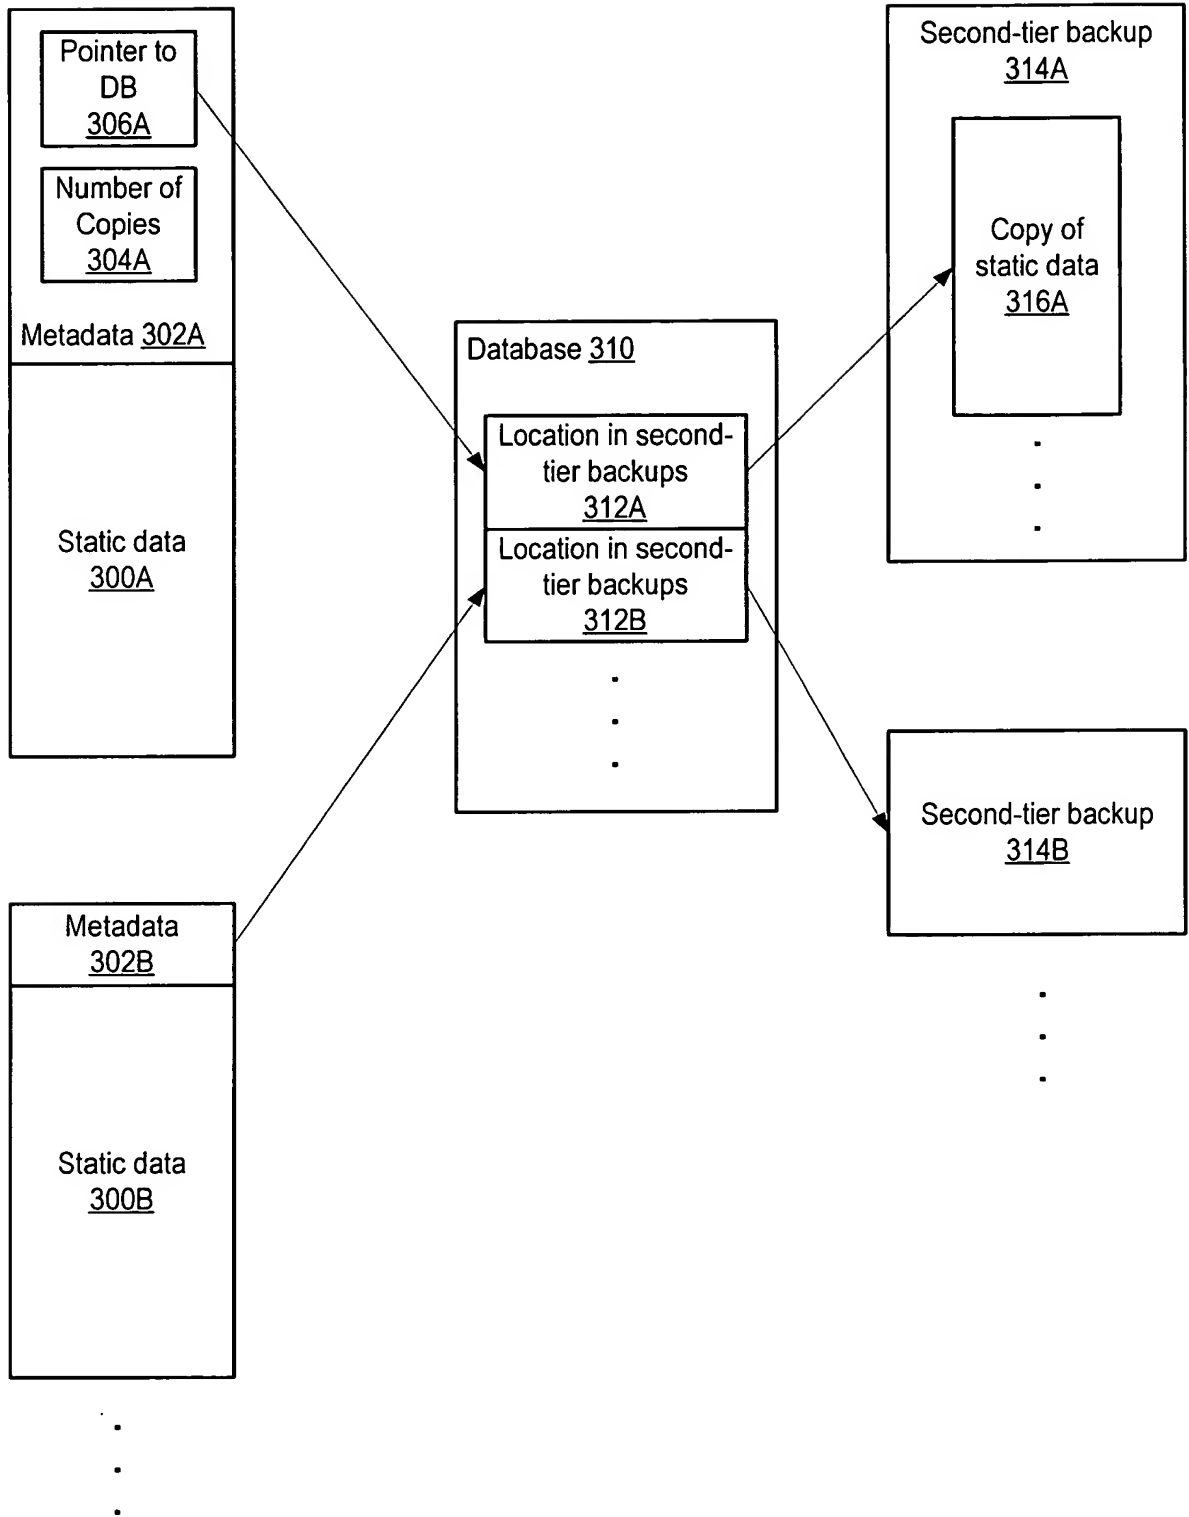 Pointer to
DB
306A
Number of
Copies
304A
Metadada 302A
Static data
300A
Metadata
302B
Static data
300B
Database 310
Location in second-
tier backups
312A
Location in second-
tier backups
312B
Second-tier backup
314A
Copy of
static data
316A
Second-tier backup
314B